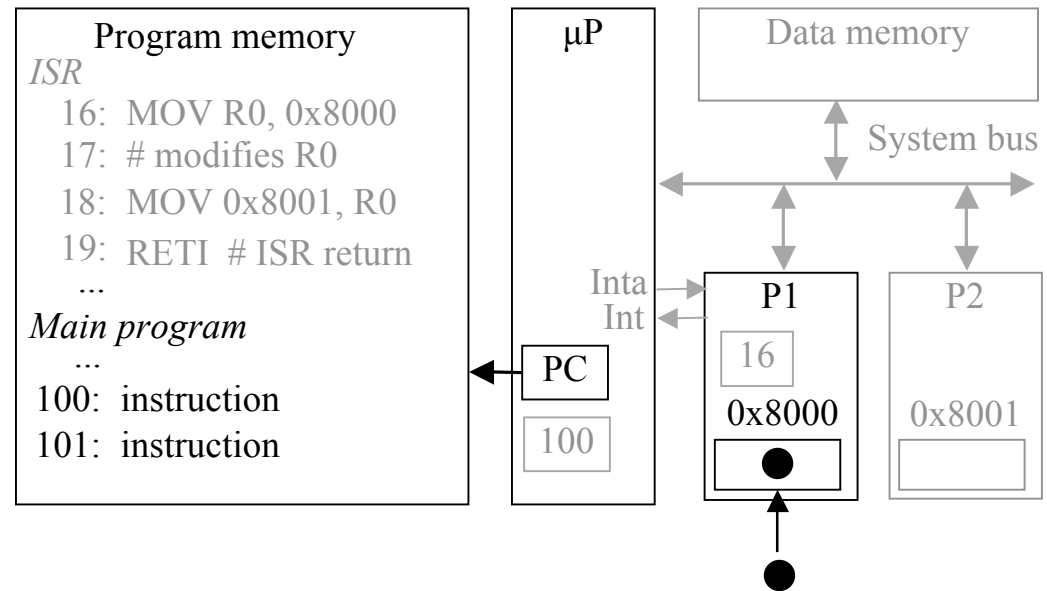 Program memory
ISR
16: MOV R0, 0x8000
17: # modifies R0
18: MOV 0x8001, R0
19: RETI # ISR return
...
Main program
...
100: instruction
101: instruction
μP
Inta
Int
PC
100
Data memory
System bus
P1
16
0x8000
P2
0x8001